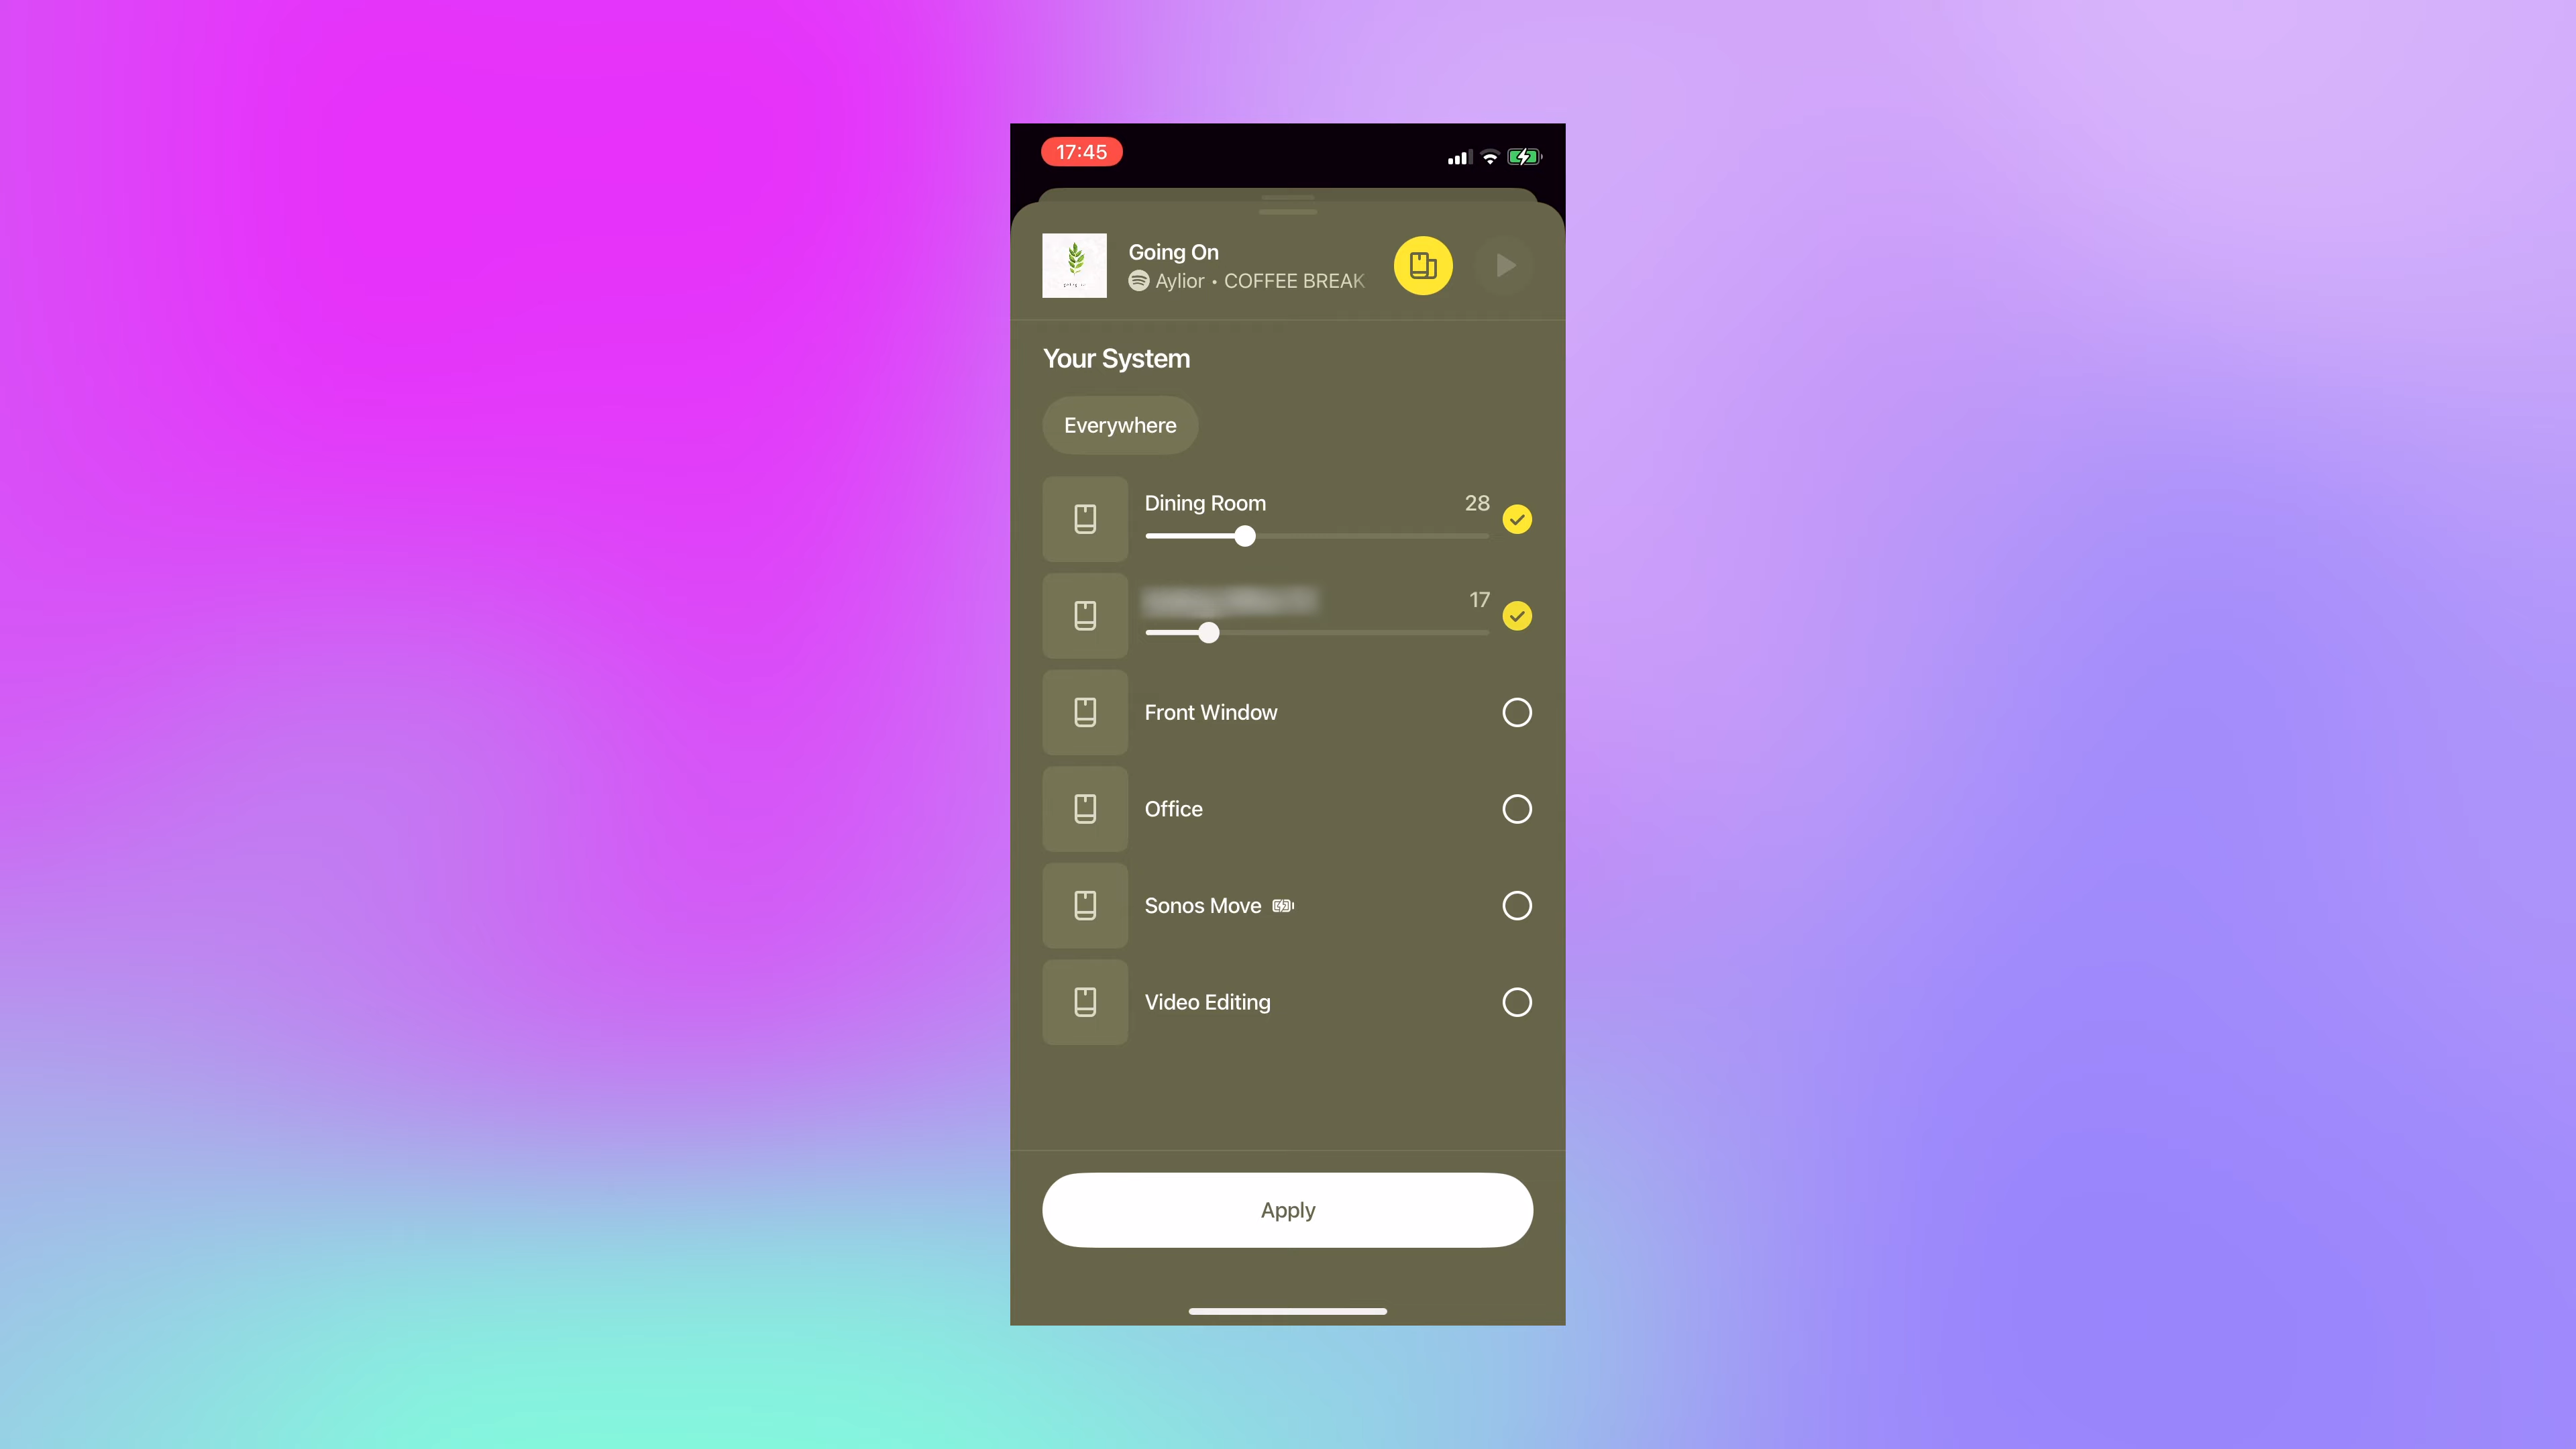 17:45
Going On
Aylior • COFFEE BREAK
Your System
Everywhere
Dining Room 28
17
Front Window
Office
Sonos Move
Video Editing
Apply